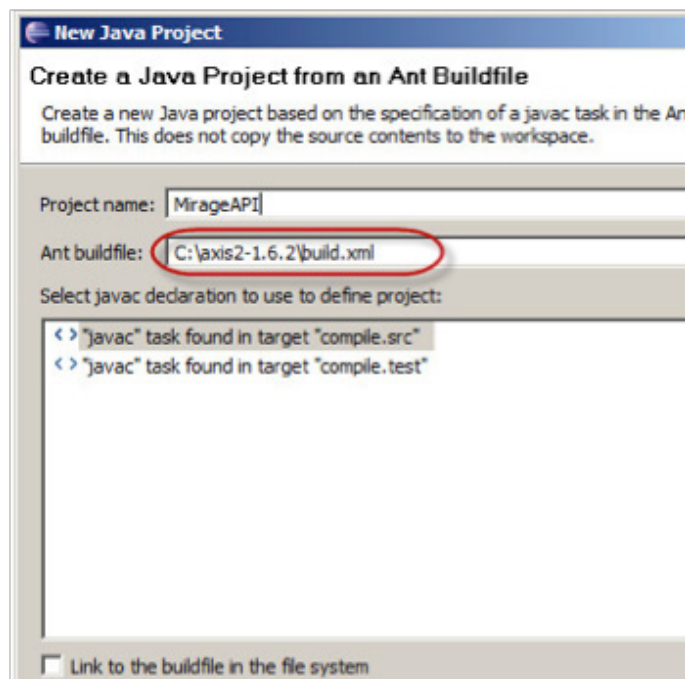 New Java Project
Create a Java Project from an Ant Buildfile
Create a new Java project based on the specification of a javac task in the
buildfile. This does not copy the source contents to the workspace.
Project name: MirageAPI
Ant buildfile: C:\axis2-1.6.2\build.xml
Select javac declaration to use to define project:
"javac" task found in target "compile.src"
"javac" task found in target "compile.test"
Link to the buildfile in the file system